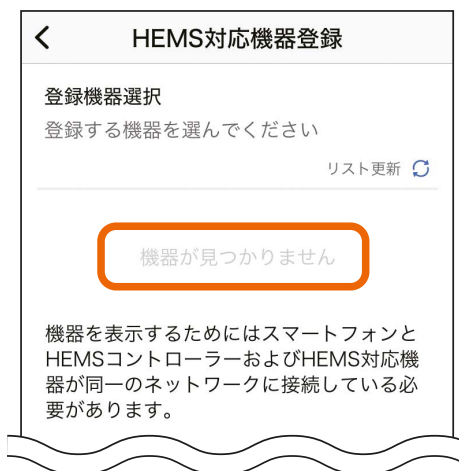 HEMS対応機器登録
登録機器選択
登録する機器を選んでください
リスト更新
機器が見つかりません
機器を表示するためにはスマートフォンと
HEMSコントローラーおよびHEMS対応機
器が同一のネットワークに接続している必
要があります。